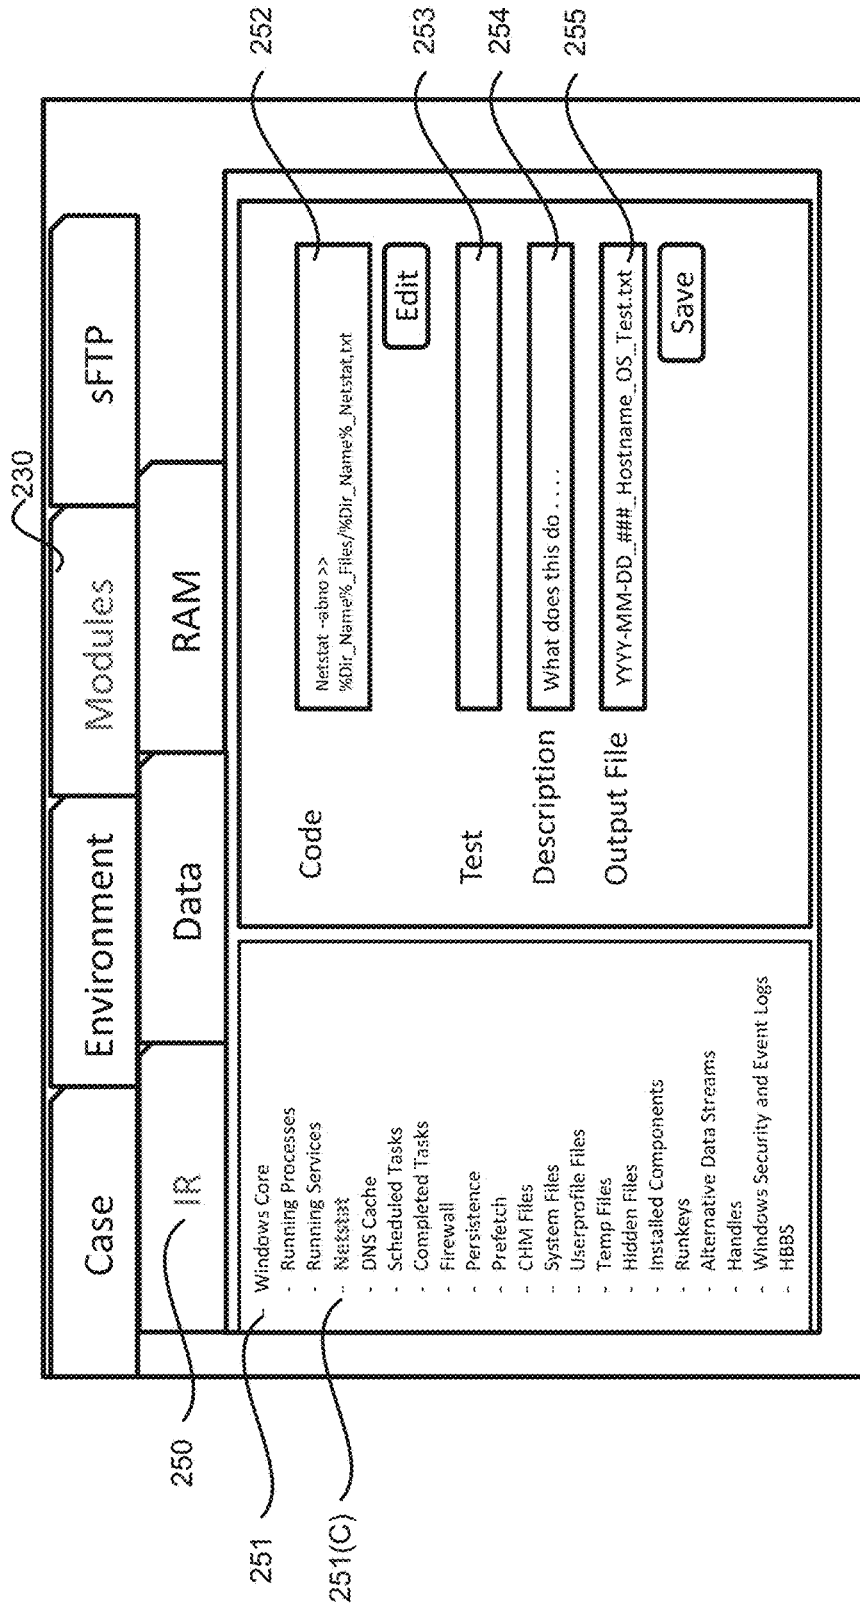 230
Case
Environment
Modules
sFTP
250
IR
Data
RAM
251
251(C)
- Windows Core
- Running Processes
- Running Services
- Netstat
- DNS Cache
- Scheduled Tasks
- Completed Tasks
- Firewall
- Persistence
- Prefetch
- CHM Files
- System Files
- Userprofile Files
- Temp Files
- Hidden Files
- Installed Components
- Runkeys
- Alternative Data Streams
- Handles
- Windows Security and Event Logs
- HBBS
Code
Netstat -abno >>
%Dir_Name%_Files/%Dir_Name%_Netstat.txt
252
Edit
Test
253
Description
What does this do . . . .
254
Output File
YYYY-MM-DD_###_Hostname_OS_Test.txt
255
Save